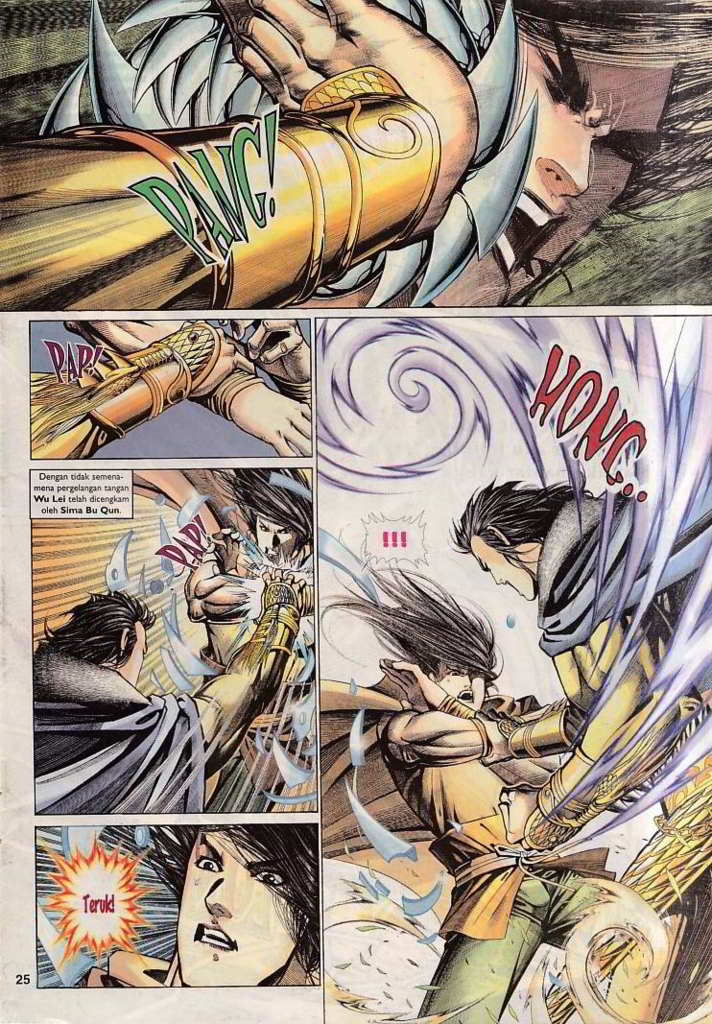 PANG!
PAP!
Dengan tidak semena-
mena pergelangan tangan
Wu Lei telah dicengkam
oleh Sima Bu Qun.
PAP!
Teruk!
HONG...
!!!
25